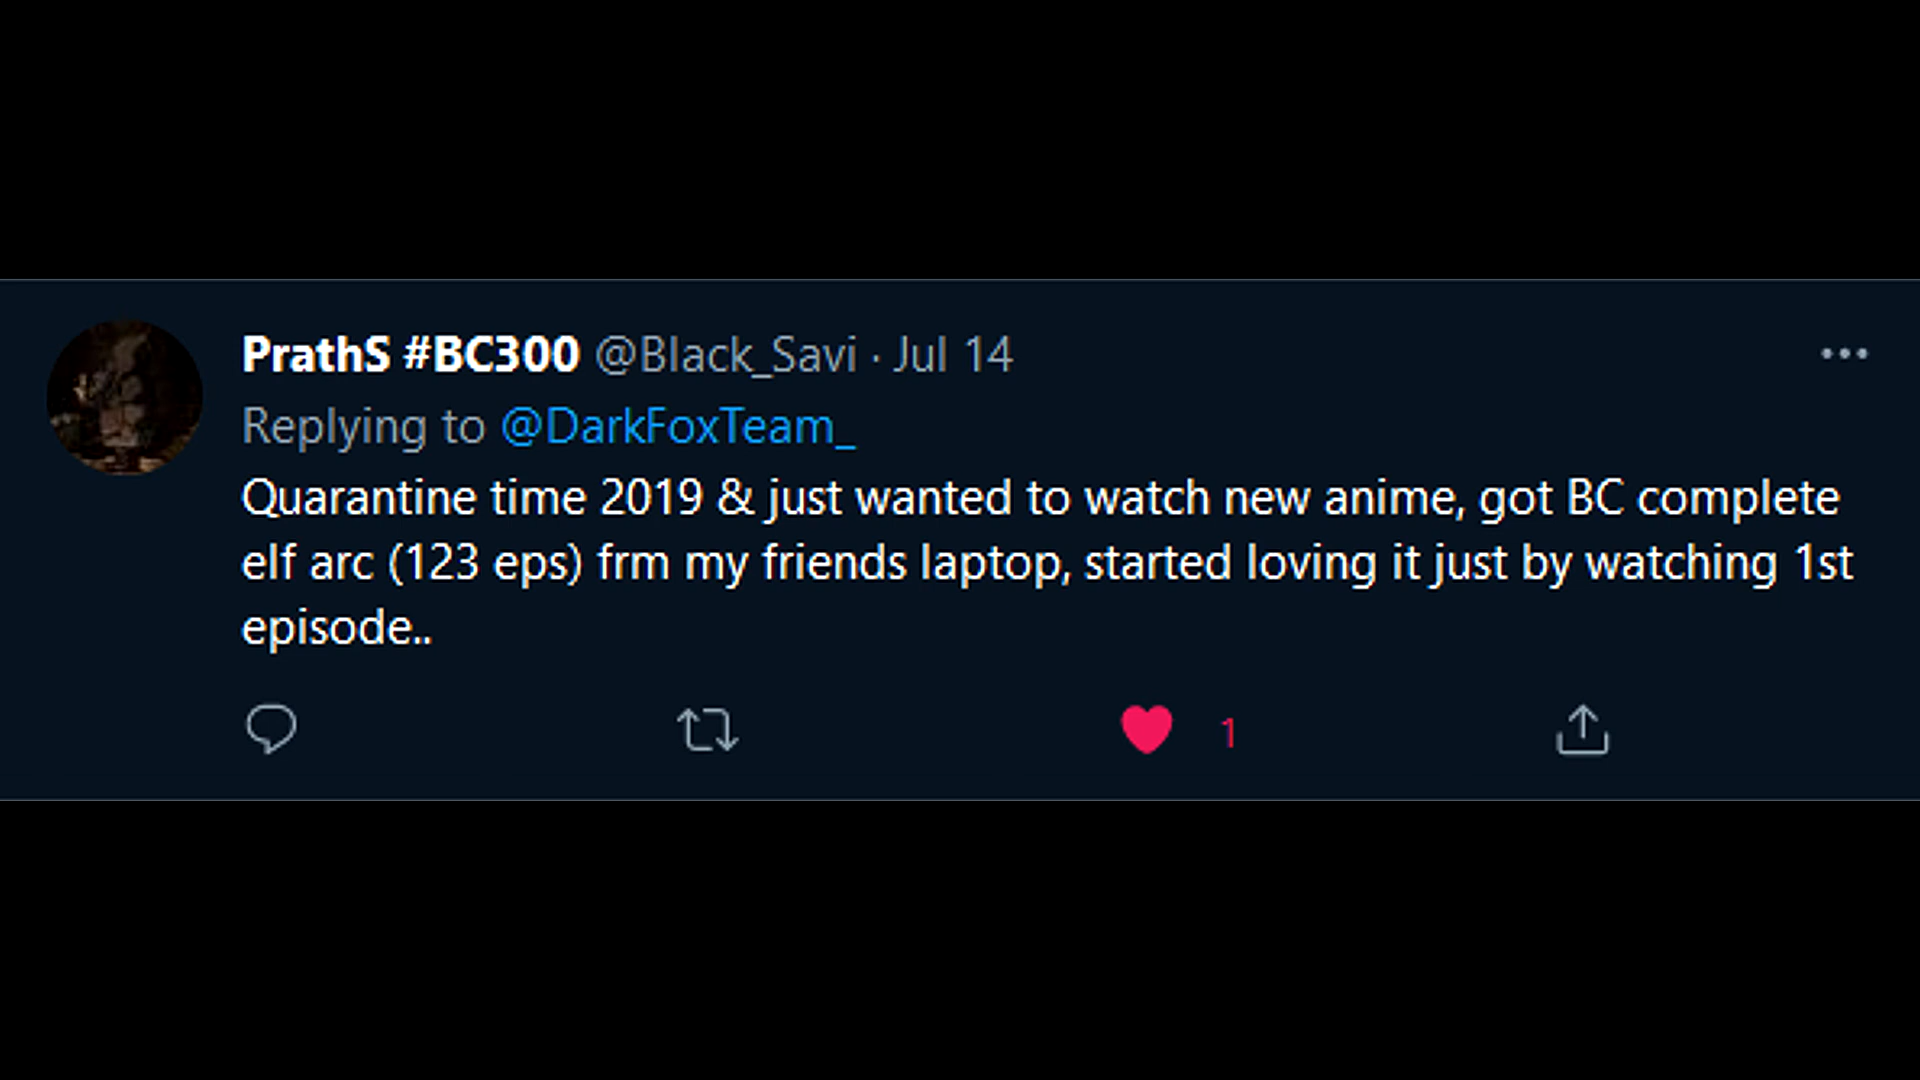 PrathS #BC300 @Black_Savi · Jul 14
Replying to @DarkFoxTeam_
Quarantine time 2019 & just wanted to watch new anime, got BC complete
elf arc (123 eps) frm my friends laptop, started loving it just by watching 1st
episode..
1